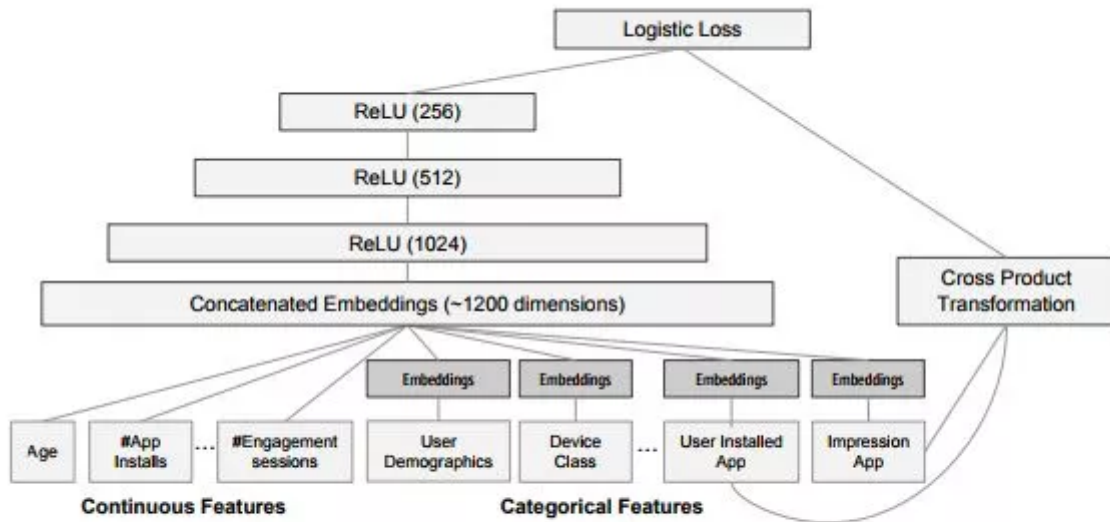 Logistic Loss
ReLU (256)
ReLU (512)
ReLU (1024)
Concatenated Embeddings (~1200 dimensions)
Cross Product
Transformation
Embeddings
Embeddings
Embeddings
Embeddings
Age
#App
Installs
...
#Engagement
sessions
User
Demographics
Device
Class
...
User Installed
App
Impression
App
Continuous Features
Categorical Features